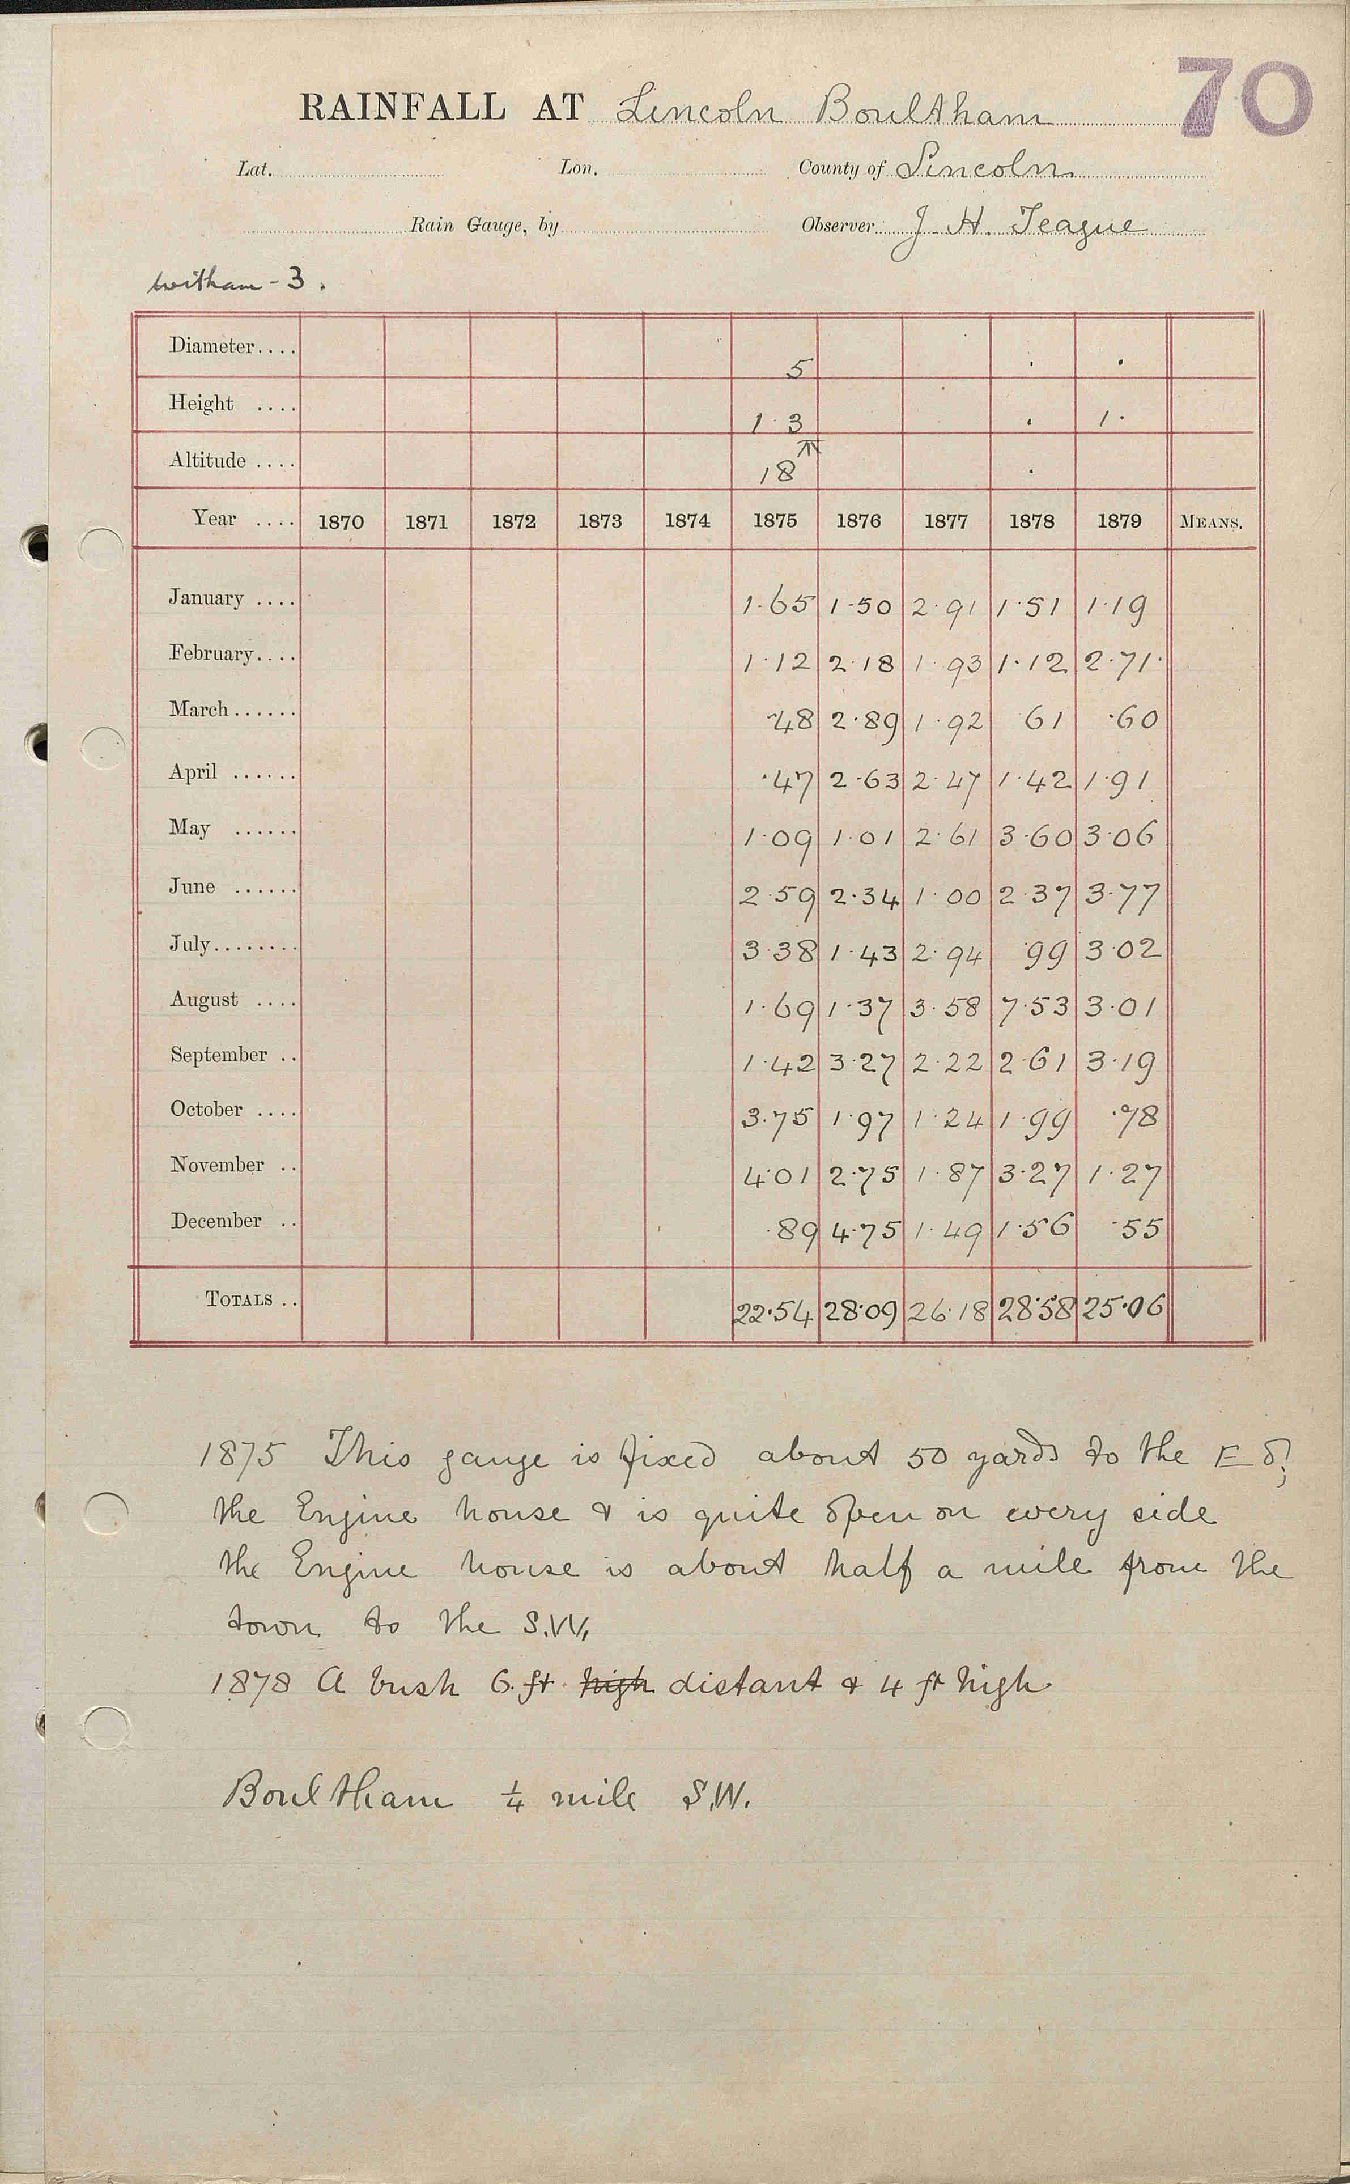 70
RAINFALL AT Lincoln Boultham
Lat. Lon. County of Lincoln
Rain Gauge, by Observer J. H. Teague
Witham - 3.
Diameter.... 5 . . .
Height .... 1·3 . 1·
Altitude .... 18 .
Year .... 1870 1871 1872 1873 1874 1875 1876 1877 1878 1879 MEANS.
January .... 1·65 1·50 2·91 1·51 1·19
February.... 1·12 2·18 1·93 1·12 2·71·
March...... ·48 2·89 1·92 61 ·60
April ...... ·47 2·63 2·47 1·42 1·91
May ...... 1·09 1·01 2·61 3·60 3·06
June ...... 2·59 2·34 1·00 2·37 3·77
July........ 3·38 1·43 2·94 ·99 3·02
August .... 1·69 1·37 3·58 7·53 3·01
September .. 1·42 3·27 2·22 2·61 3·19
October .... 3·75 1·97 1·24 1·99 ·78
November .. 4·01 2·75 1·87 3·27 1·27
December .. ·89 4·75 1·49 1·56 ·55
TOTALS .. 22·54 28·09 26·18 28·58 25·06
1875 This gauge is fixed about 50 yards to the E of
the Engine house & is quite open on every side
the Engine house is about half a mile from the
town to the S.W.
1878 A bush 6 ft high distant & 4 ft high.
Boultham ¼ mile S.W.